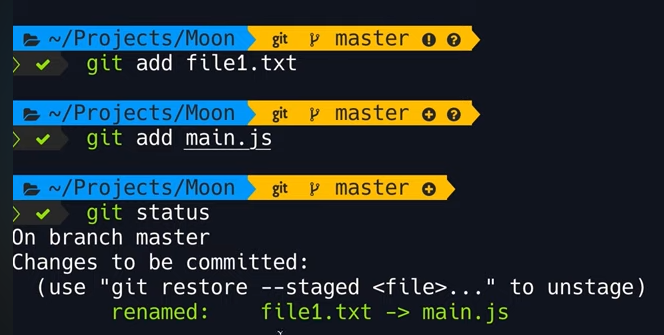 ~/Projects/Moon git master ! ?
❯ ✔ git add file1.txt
~/Projects/Moon git master + ?
❯ ✔ git add main.js
~/Projects/Moon git master +
❯ ✔ git status
On branch master
Changes to be committed:
(use "git restore --staged <file>..." to unstage)
renamed: file1.txt -> main.js